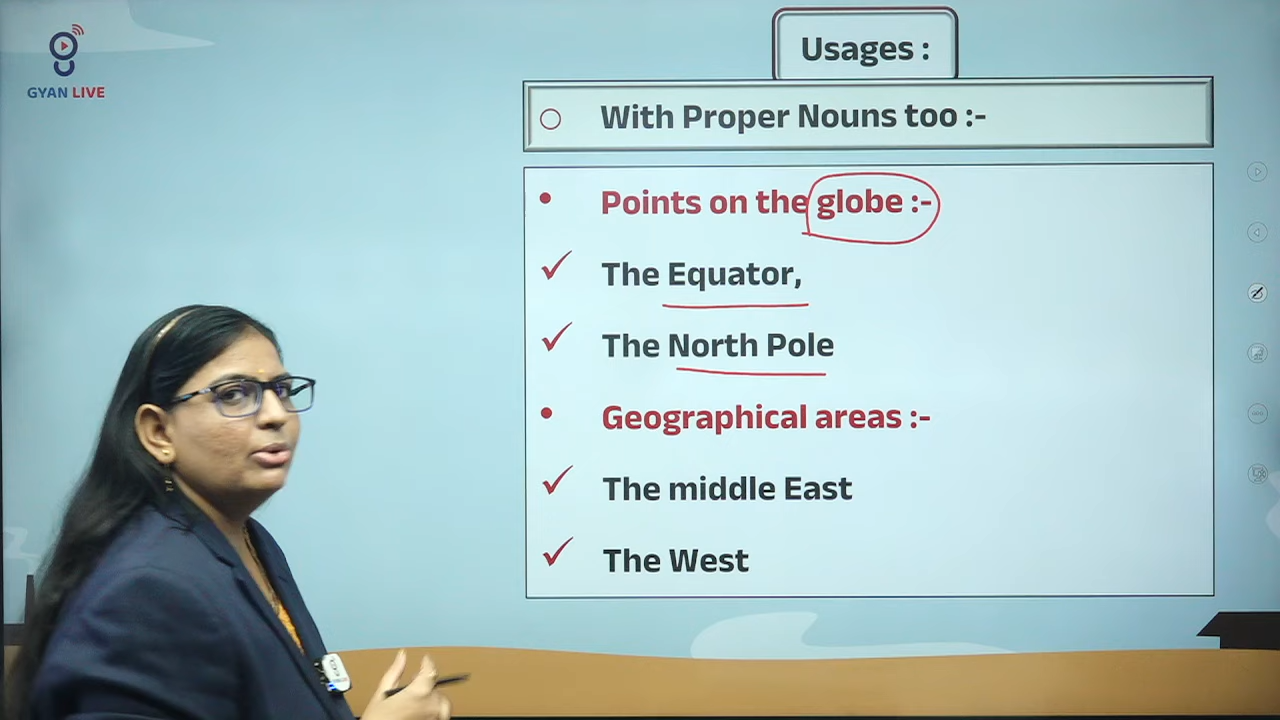 GYAN LIVE
Usages :
With Proper Nouns too :-
Points on the globe :-
The Equator,
The North Pole
Geographical areas :-
The middle East
The West